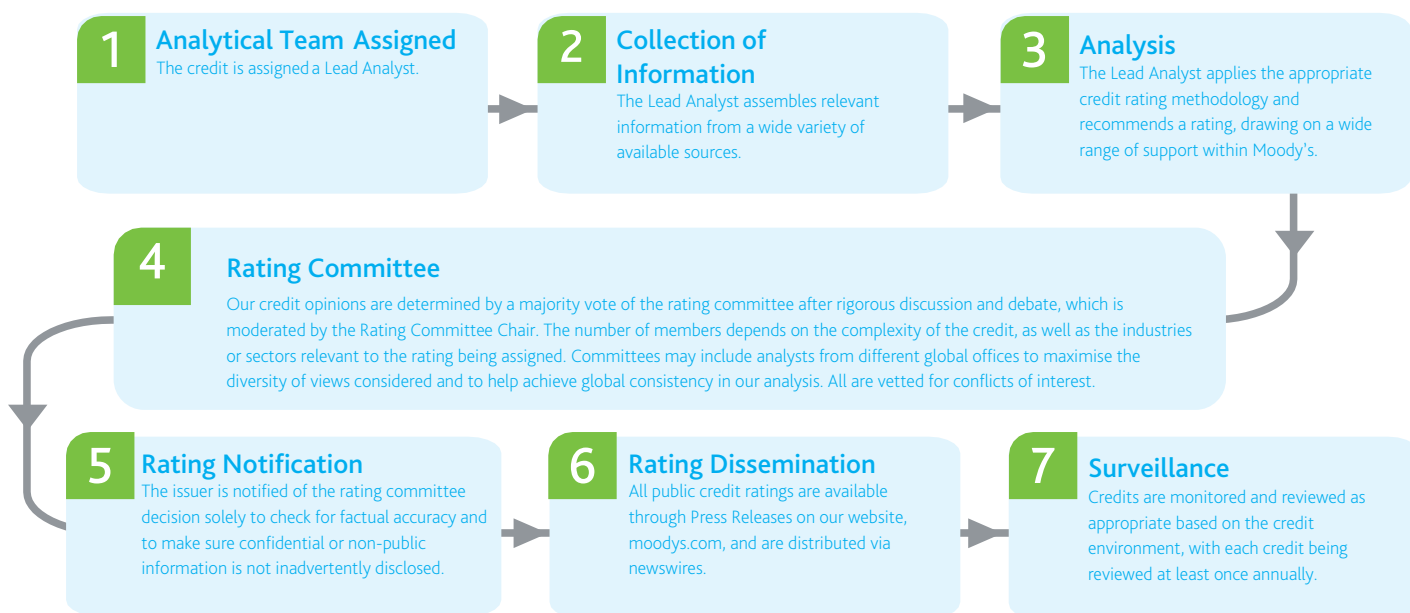 1
Analytical Team Assigned
The credit is assigned a Lead Analyst.
2
Collection of
Information
The Lead Analyst assembles relevant
information from a wide variety of
available sources.
3
Analysis
The Lead Analyst applies the appropriate
credit rating methodology and
recommends a rating, drawing on a wide
range of support within Moody's.
4
Rating Committee
Our credit opinions are determined by a majority vote of the rating committee after rigorous discussion and debate, which is
moderated by the Rating Committee Chair. The number of members depends on the complexity of the credit, as well as the industries
or sectors relevant to the rating being assigned. Committees may include analysts from different global offices to maximise the
diversity of views considered and to help achieve global consistency in our analysis. All are vetted for conflicts of interest.
5
Rating Notification
The issuer is notified of the rating committee
decision solely to check for factual accuracy and
to make sure confidential or non-public
information is not inadvertently disclosed.
6
Rating Dissemination
All public credit ratings are available
through Press Releases on our website,
moodys.com, and are distributed via
newswires.
7
Surveillance
Credits are monitored and reviewed as
appropriate based on the credit
environment, with each credit being
reviewed at least once annually.